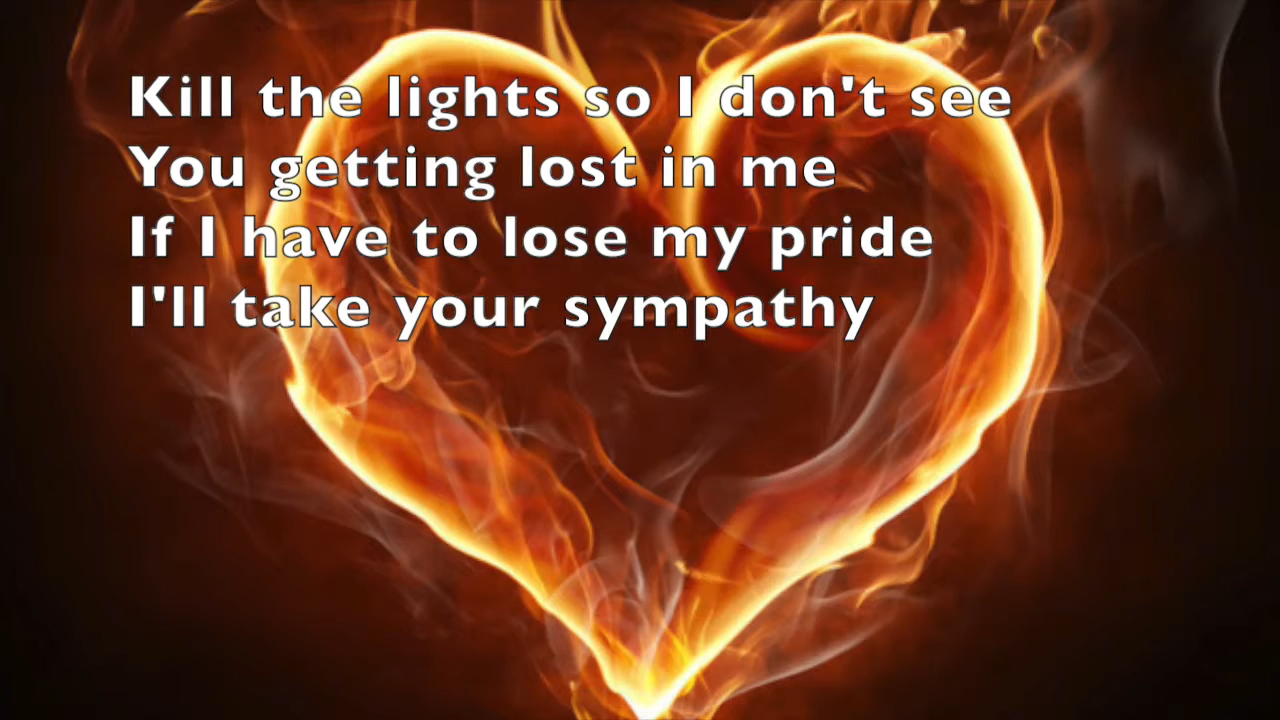 Kill the lights so I don't see
You getting lost in me
If I have to lose my pride
I'll take your sympathy